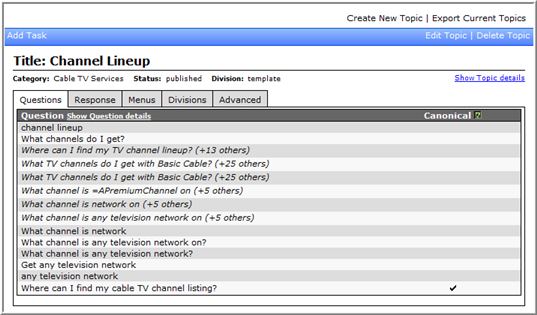 Create New Topic | Export Current Topics
Add Task Edit Topic | Delete Topic
Title: Channel Lineup
Category: Cable TV Services Status: published Division: template Show Topic details
Questions Response Menus Divisions Advanced
Question Show Question details Canonical ?
channel lineup
What channels do I get?
Where can I find my TV channel lineup? (+13 others)
What TV channels do I get with Basic Cable? (+25 others)
What TV channels do I get with Basic Cable? (+25 others)
What channel is =APremiumChannel on (+5 others)
What channel is network on (+5 others)
What channel is any television network on (+5 others)
What channel is network
What channel is any television network on?
What channel is any television network?
Get any television network
any television network
Where can I find my cable TV channel listing? ✔